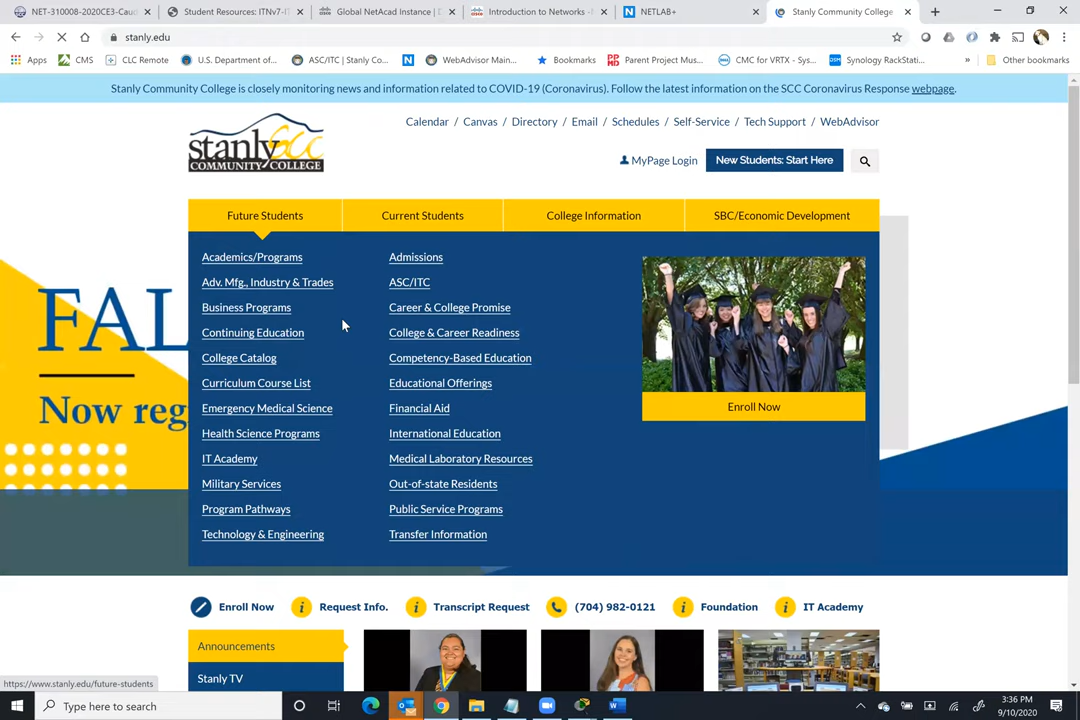 NET-310008-2020CE3-Caud
Student Resources: ITNv7-IT
Global NetAcad Instance | D
Introduction to Networks -N
NETLAB+
Stanly Community College
stanly.edu
Apps
CMS
CLC Remote
U.S. Department of...
ASC/ITC | Stanly Co...
WebAdvisor Main...
Bookmarks
Parent Project Mus...
CMC for VRTX - Sys...
Synology RackStati...
»
Other bookmarks
Stanly Community College is closely monitoring news and information related to COVID-19 (Coronavirus). Follow the latest information on the SCC Coronavirus Response webpage.
Calendar / Canvas / Directory / Email / Schedules / Self-Service / Tech Support / WebAdvisor
stanly SCC
COMMUNITY COLLEGE
MyPage Login
New Students: Start Here
Future Students
Current Students
College Information
SBC/Economic Development
Academics/Programs
Adv. Mfg., Industry & Trades
Business Programs
Continuing Education
College Catalog
Curriculum Course List
Emergency Medical Science
Health Science Programs
IT Academy
Military Services
Program Pathways
Technology & Engineering
Admissions
ASC/ITC
Career & College Promise
College & Career Readiness
Competency-Based Education
Educational Offerings
Financial Aid
International Education
Medical Laboratory Resources
Out-of-state Residents
Public Service Programs
Transfer Information
Enroll Now
FAL
Now reg
Enroll Now
Request Info.
Transcript Request
(704) 982-0121
Foundation
IT Academy
Announcements
Stanly TV
https://www.stanly.edu/future-students
Type here to search
3:36 PM
9/10/2020